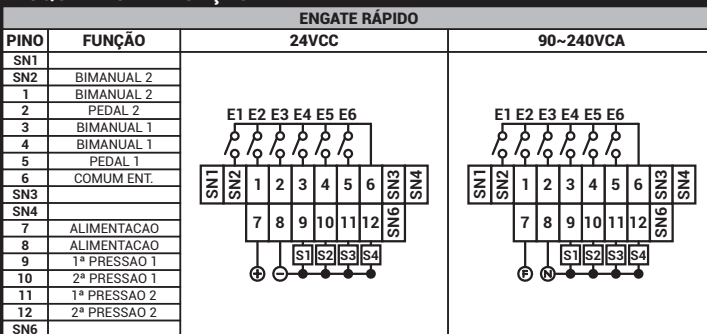 ENGATE RÁPIDO
PINO FUNÇÃO 24VCC 90~240VCA
SN1
SN2 BIMANUAL 2
1 BIMANUAL 2
2 PEDAL 2
3 BIMANUAL 1
4 BIMANUAL 1
5 PEDAL 1
6 COMUM ENT.
SN3
SN4
7 ALIMENTACAO
8 ALIMENTACAO
9 1ª PRESSAO 1
10 2ª PRESSAO 1
11 1ª PRESSAO 2
12 2ª PRESSAO 2
SN6
E1 E2 E3 E4 E5 E6
SN1 SN2 1 2 3 4 5 6 SN3 SN4
7 8 9 10 11 12 SN6
S1 S2 S3 S4
+ −
E1 E2 E3 E4 E5 E6
SN1 SN2 1 2 3 4 5 6 SN3 SN4
7 8 9 10 11 12 SN6
S1 S2 S3 S4
F N